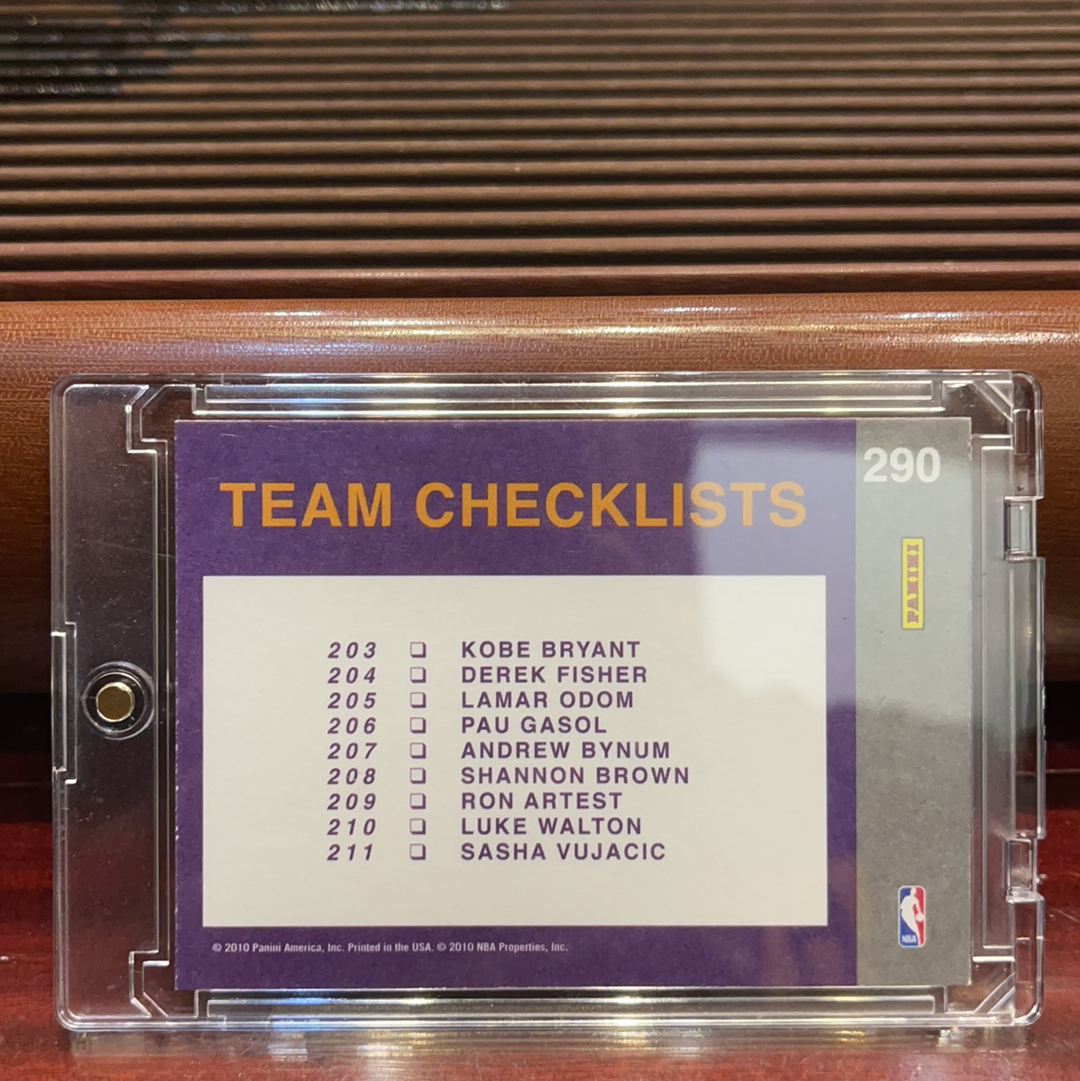 TEAM CHECKLISTS
290
PANINI
203 ❏ KOBE BRYANT
204 ❏ DEREK FISHER
205 ❏ LAMAR ODOM
206 ❏ PAU GASOL
207 ❏ ANDREW BYNUM
208 ❏ SHANNON BROWN
209 ❏ RON ARTEST
210 ❏ LUKE WALTON
211 ❏ SASHA VUJACIC
NBA
© 2010 Panini America, Inc. Printed in the USA. © 2010 NBA Properties, Inc.